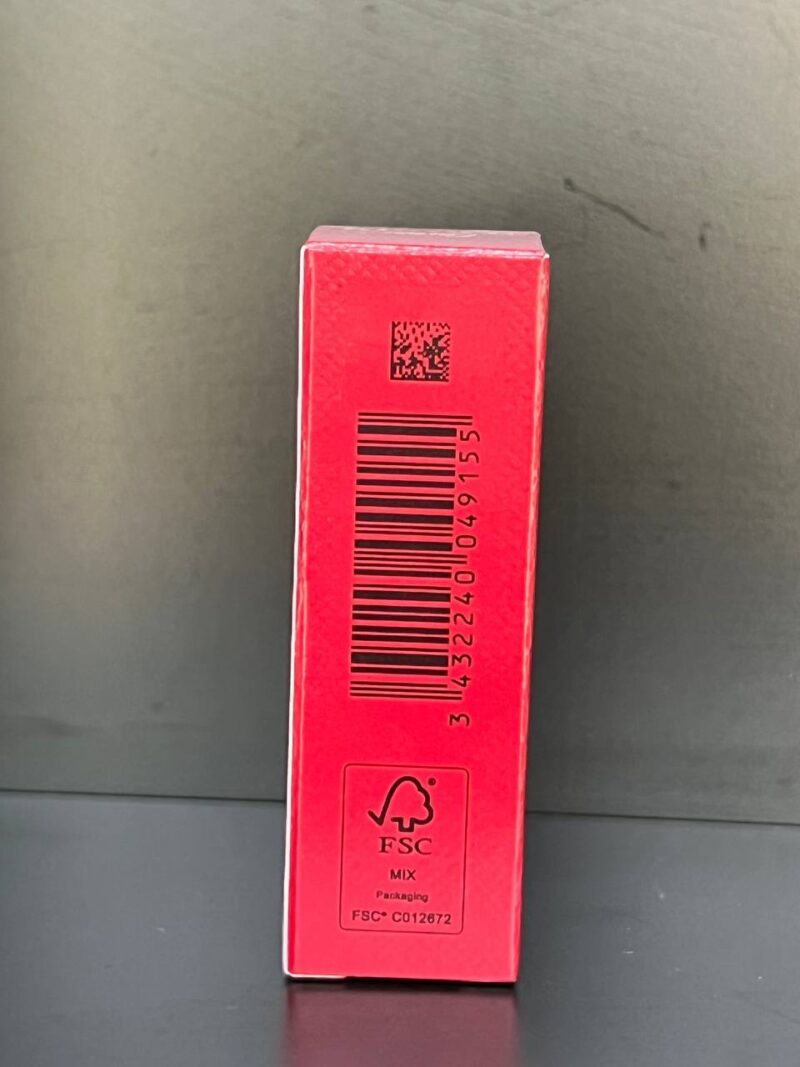 3 432240 049155
FSC®
MIX
Packaging
FSC® C012672